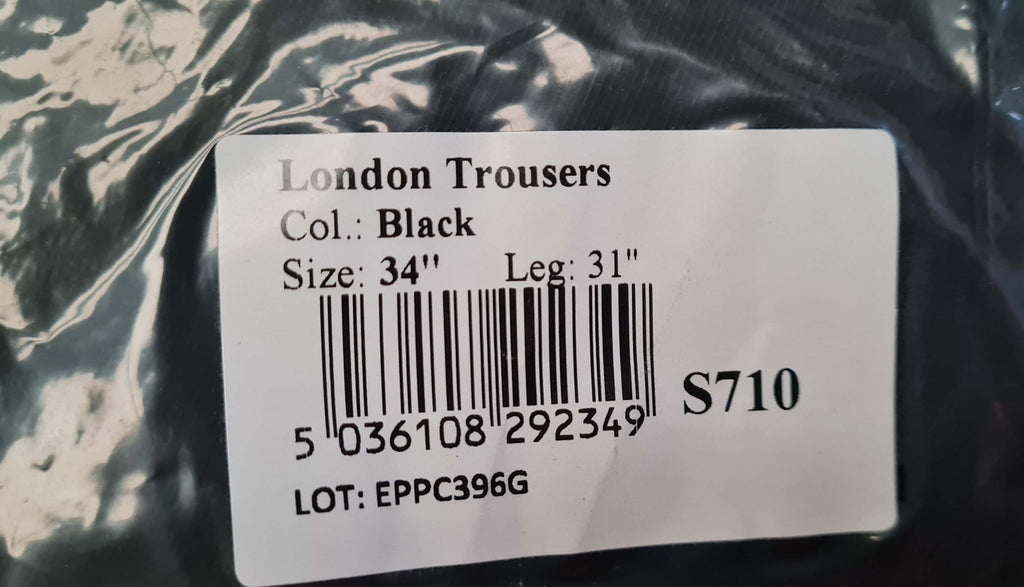 London Trousers
Col.: Black
Size: 34" Leg: 31"
S710
5 036108 292349
LOT: EPPC396G